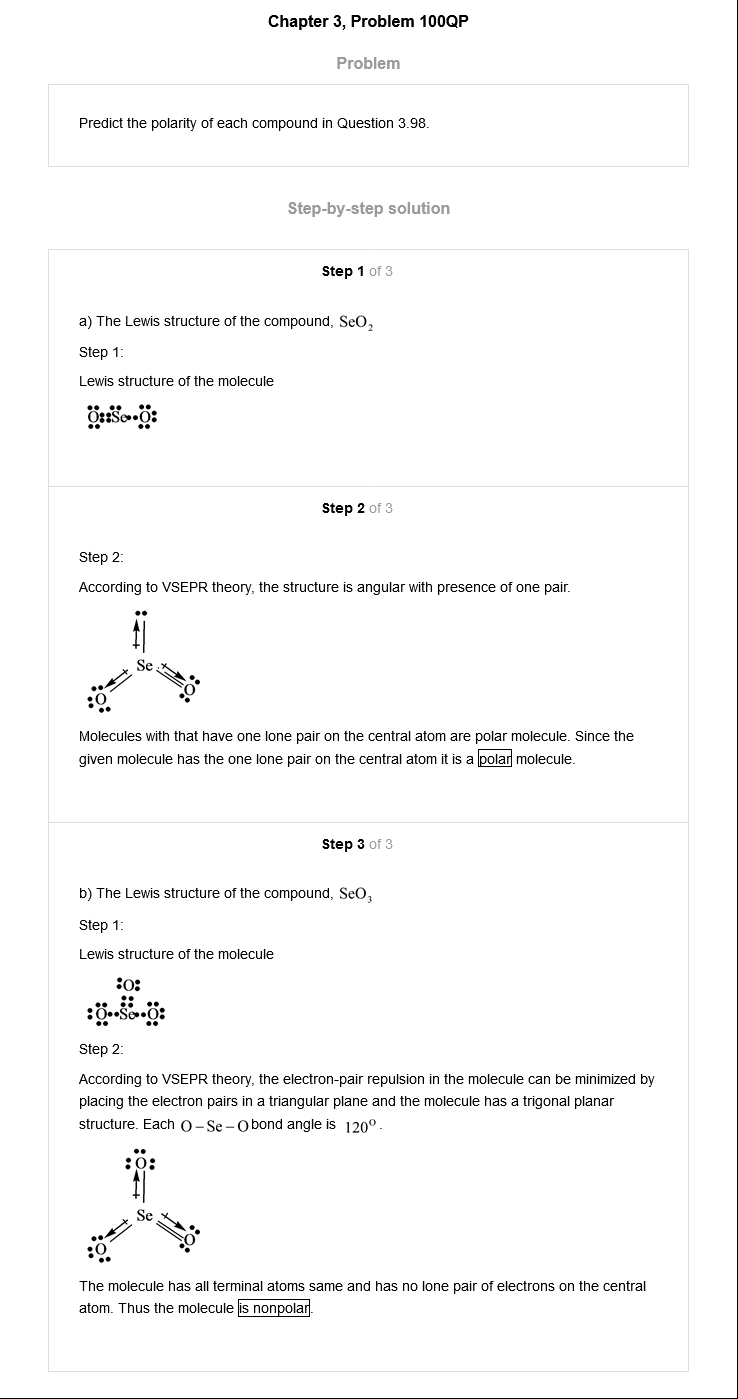 Chapter 3, Problem 100QP
Problem
Predict the polarity of each compound in Question 3.98.
Step-by-step solution
Step 1 of 3
a) The Lewis structure of the compound, SeO₂
Step 1:
Lewis structure of the molecule
O::Se··O:
Step 2 of 3
Step 2:
According to VSEPR theory, the structure is angular with presence of one pair.
Se
:O
O
Molecules with that have one lone pair on the central atom are polar molecule. Since the
given molecule has the one lone pair on the central atom it is a polar molecule.
Step 3 of 3
b) The Lewis structure of the compound, SeO₃
Step 1:
Lewis structure of the molecule
:O:
:O··Se··O:
Step 2:
According to VSEPR theory, the electron-pair repulsion in the molecule can be minimized by
placing the electron pairs in a triangular plane and the molecule has a trigonal planar
structure. Each O – Se – O bond angle is 120⁰ .
:O:
Se
:O
O
The molecule has all terminal atoms same and has no lone pair of electrons on the central
atom. Thus the molecule is nonpolar.